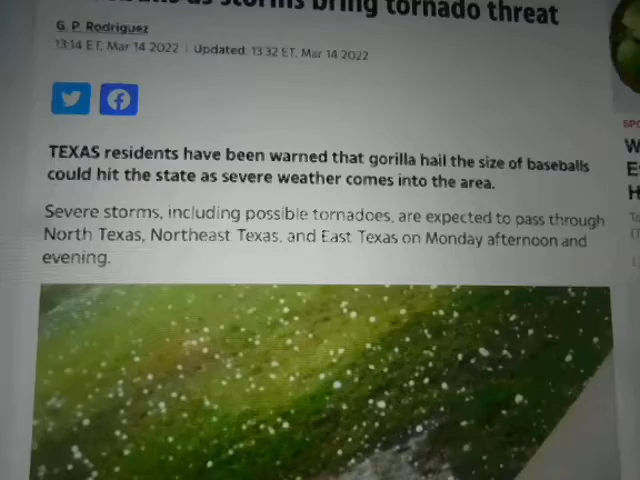 as storms bring tornado threat
G. P. Rodriguez
13:14 ET, Mar 14 2022 | Updated: 13:32 ET, Mar 14 2022
TEXAS residents have been warned that gorilla hail the size of baseballs
could hit the state as severe weather comes into the area.
Severe storms, including possible tornadoes, are expected to pass through
North Texas, Northeast Texas, and East Texas on Monday afternoon and
evening.